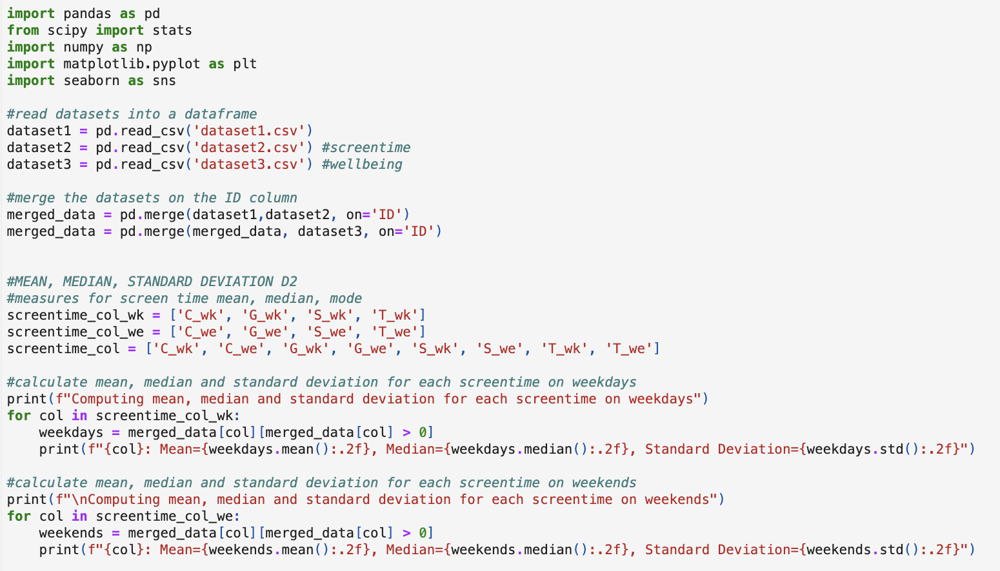 import pandas as pd
from scipy import stats
import numpy as np
import matplotlib.pyplot as plt
import seaborn as sns
#read datasets into a dataframe
dataset1 = pd.read_csv('dataset1.csv')
dataset2 = pd.read_csv('dataset2.csv') #screentime
dataset3 = pd.read_csv('dataset3.csv') #wellbeing
#merge the datasets on the ID column
merged_data = pd.merge(dataset1,dataset2, on='ID')
merged_data = pd.merge(merged_data, dataset3, on='ID')
#MEAN, MEDIAN, STANDARD DEVIATION D2
#measures for screen time mean, median, mode
screentime_col_wk = ['C_wk', 'G_wk', 'S_wk', 'T_wk']
screentime_col_we = ['C_we', 'G_we', 'S_we', 'T_we']
screentime_col = ['C_wk', 'C_we', 'G_wk', 'G_we', 'S_wk', 'S_we', 'T_wk', 'T_we']
#calculate mean, median and standard deviation for each screentime on weekdays
print(f"Computing mean, median and standard deviation for each screentime on weekdays")
for col in screentime_col_wk:
    weekdays = merged_data[col][merged_data[col] > 0]
    print(f"{col}: Mean={weekdays.mean():.2f}, Median={weekdays.median():.2f}, Standard Deviation={weekdays.std():.2f}")
#calculate mean, median and standard deviation for each screentime on weekends
print(f"\nComputing mean, median and standard deviation for each screentime on weekends")
for col in screentime_col_we:
    weekends = merged_data[col][merged_data[col] > 0]
    print(f"{col}: Mean={weekends.mean():.2f}, Median={weekends.median():.2f}, Standard Deviation={weekends.std():.2f}")